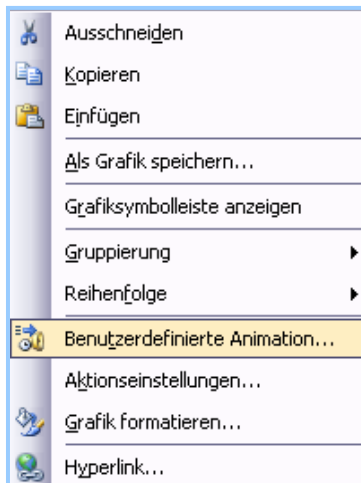 Ausschneiden
Kopieren
Einfügen
Als Grafik speichern...
Grafiksymbolleiste anzeigen
Gruppierung
Reihenfolge
Benutzerdefinierte Animation...
Aktionseinstellungen...
Grafik formatieren...
Hyperlink...